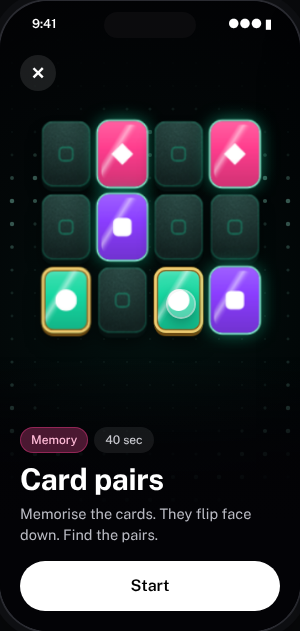 9:41
Memory
40 sec
Card pairs
Memorise the cards. They flip face
down. Find the pairs.
Start